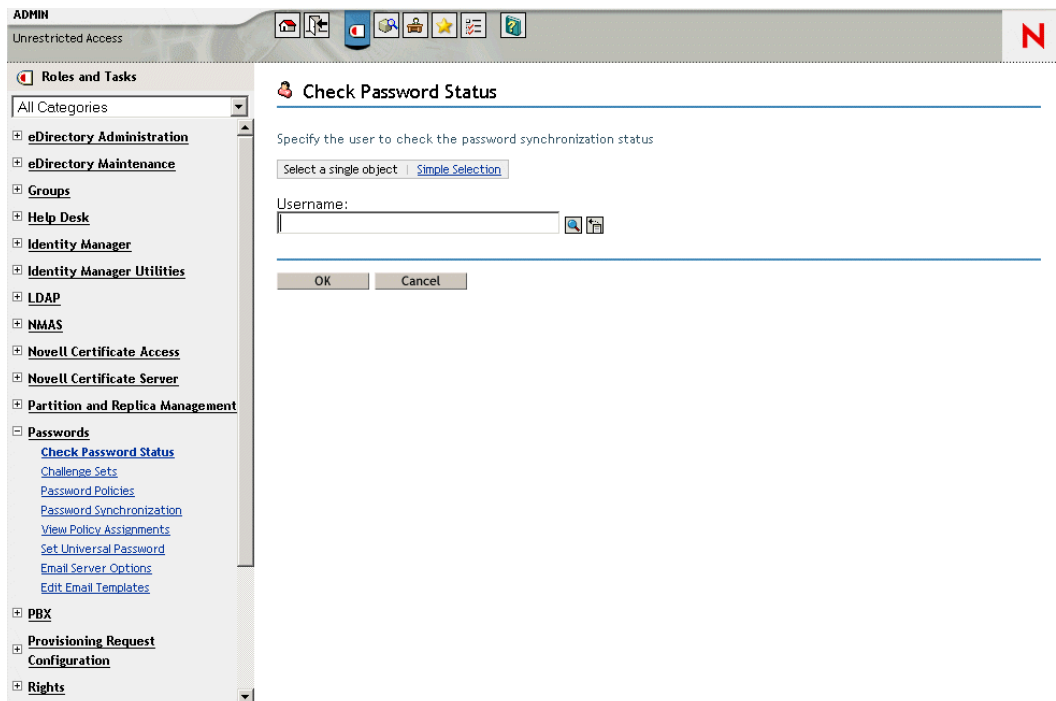 ADMIN
Unrestricted Access
N
Roles and Tasks
All Categories
eDirectory Administration
eDirectory Maintenance
Groups
Help Desk
Identity Manager
Identity Manager Utilities
LDAP
NMAS
Novell Certificate Access
Novell Certificate Server
Partition and Replica Management
Passwords
Check Password Status
Challenge Sets
Password Policies
Password Synchronization
View Policy Assignments
Set Universal Password
Email Server Options
Edit Email Templates
PBX
Provisioning Request
Configuration
Rights
Check Password Status
Specify the user to check the password synchronization status
Select a single object | Simple Selection
Username:
OK Cancel